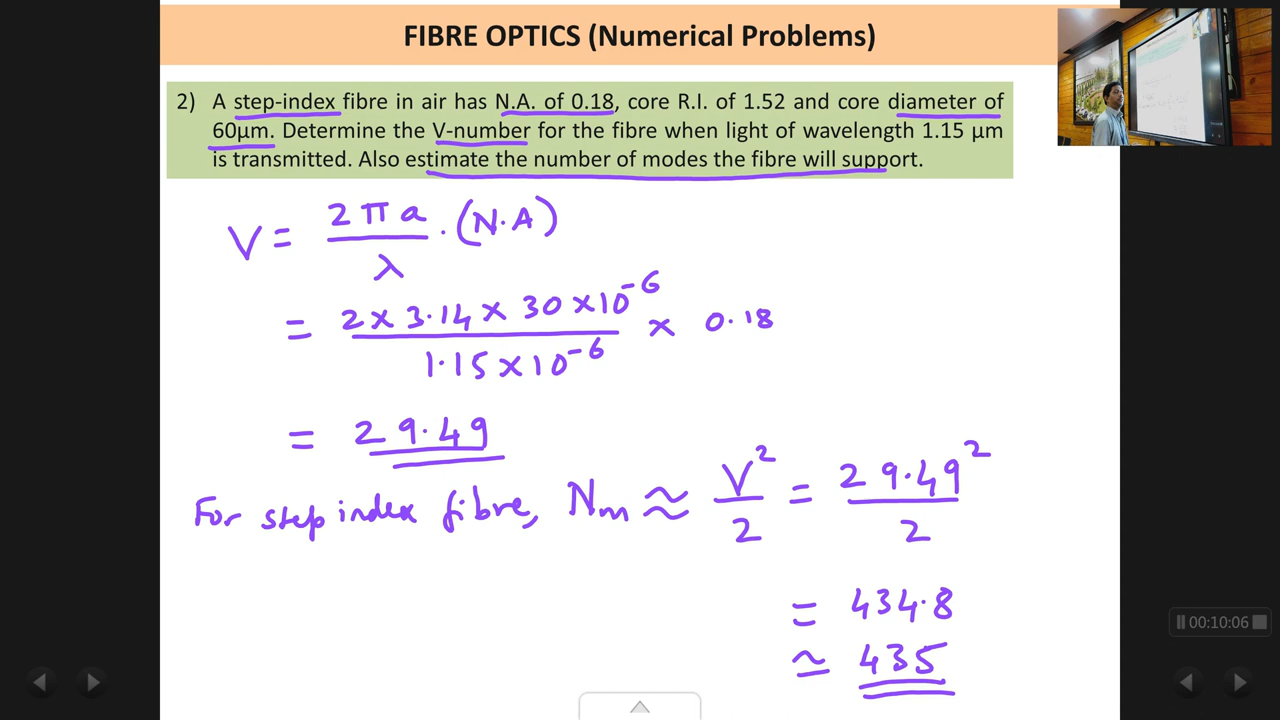 FIBRE OPTICS (Numerical Problems)
2) A step-index fibre in air has N.A. of 0.18, core R.I. of 1.52 and core diameter of
60μm. Determine the V-number for the fibre when light of wavelength 1.15 μm
is transmitted. Also estimate the number of modes the fibre will support.
V = 2πa / λ · (N.A)
= 2 × 3.14 × 30 × 10⁻⁶ / 1.15 × 10⁻⁶ × 0.18
= 29.49
For step index fibre, Nm ≈ V² / 2 = 29.49² / 2
= 434.8
≃ 435
00:10:06